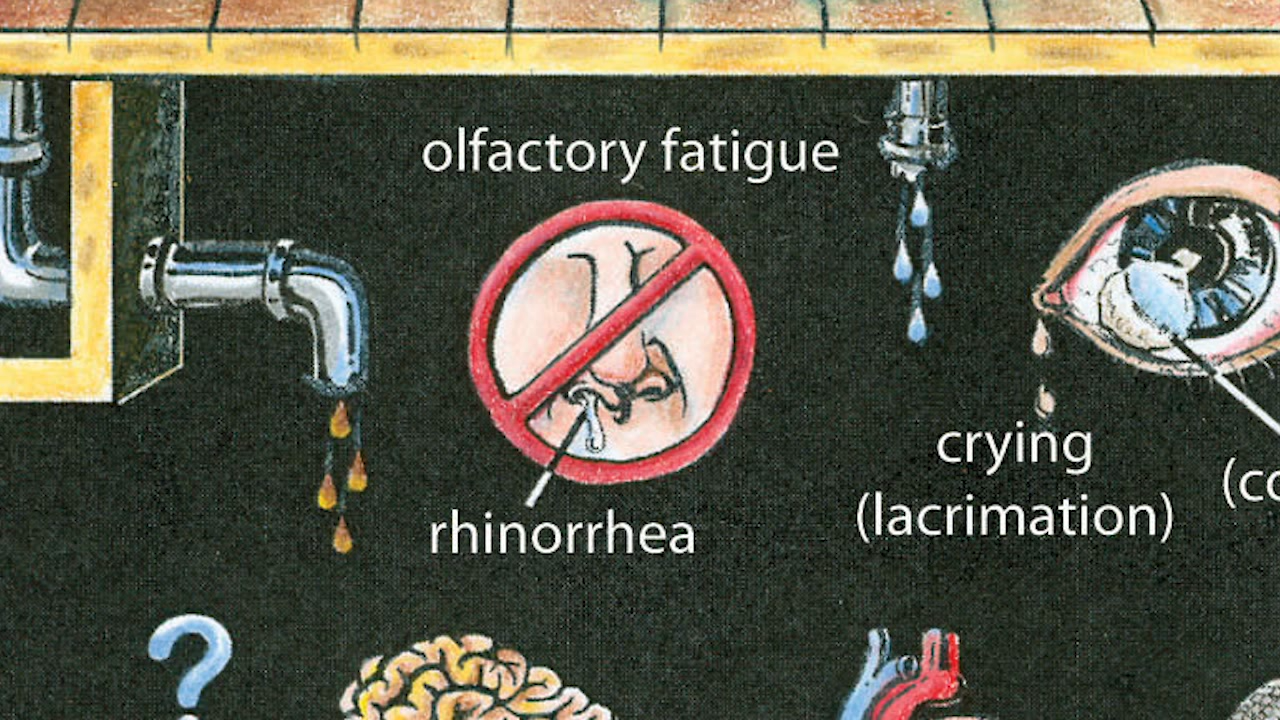 olfactory fatigue
rhinorrhea
crying
(lacrimation)